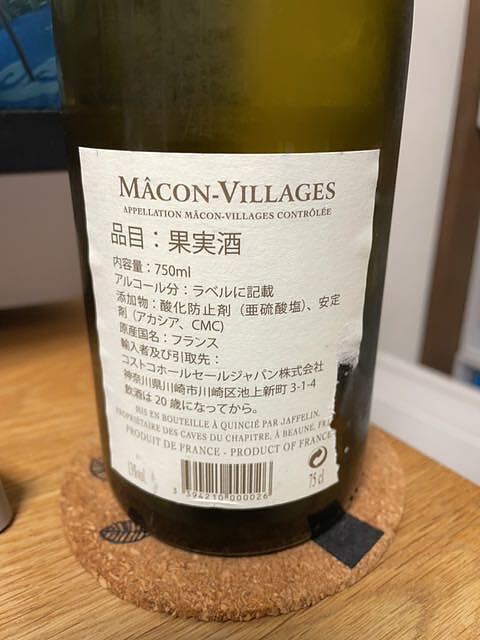 MÂCON-VILLAGES
APPELLATION MÂCON-VILLAGES CONTRÔLÉE
品目：果実酒
内容量：750ml
アルコール分：ラベルに記載
添加物：酸化防止剤（亜硫酸塩）、安定
剤（アカシア、CMC）
原産国名：フランス
輸入者及び引取先：
コストコホールセールジャパン株式会社
神奈川県川崎市川崎区池上新町 3-1-4
飲酒は 20 歳になってから。
MIS EN BOUTEILLE À QUINCIÉ PAR JAFFELIN,
PROPRIÉTAIRE DES CAVES DU CHAPITRE, À BEAUNE, FR
PRODUIT DE FRANCE - PRODUCT OF FRANCE
13%vol
3 394210 000026
75 cl